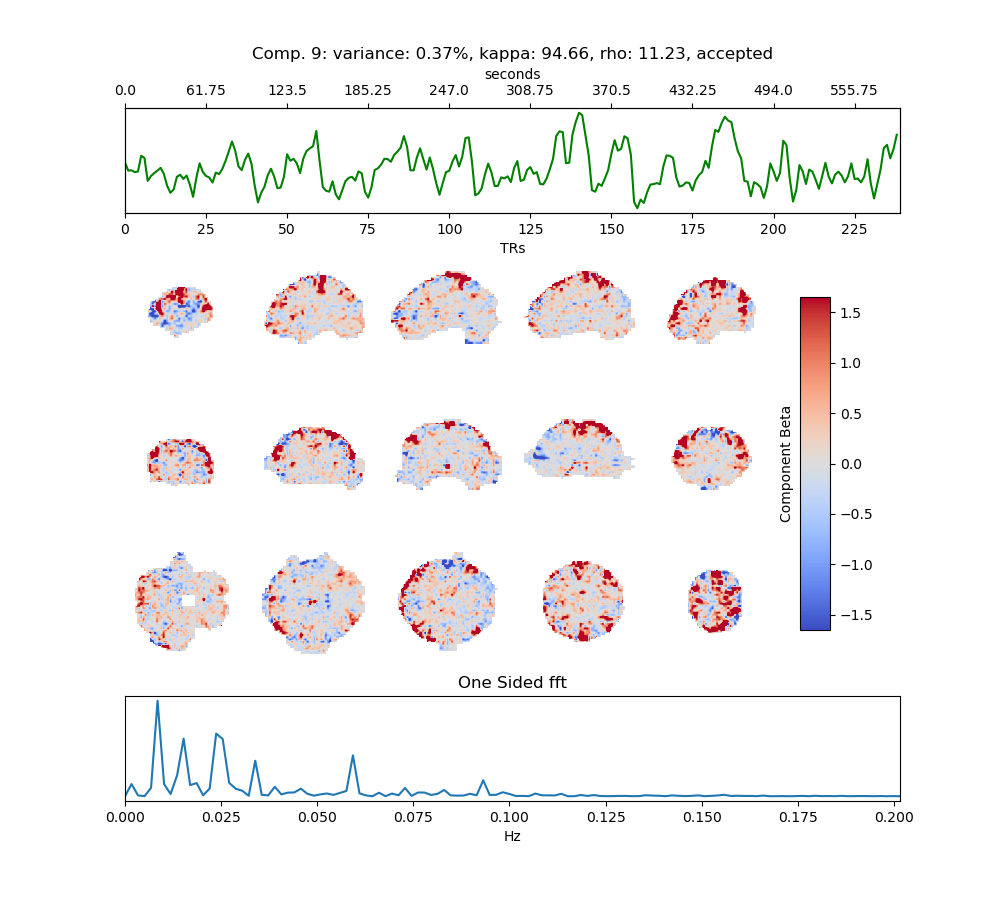 Comp. 9: variance: 0.37%, kappa: 94.66, rho: 11.23, accepted
seconds
0.0 61.75 123.5 185.25 247.0 308.75 370.5 432.25 494.0 555.75
0 25 50 75 100 125 150 175 200 225
TRs
1.5
1.0
0.5
0.0
−0.5
−1.0
−1.5
Component Beta
One Sided fft
0.000 0.025 0.050 0.075 0.100 0.125 0.150 0.175 0.200
Hz